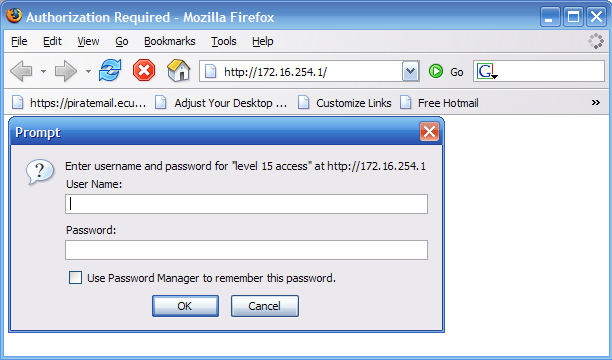 Authorization Required - Mozilla Firefox
File Edit View Go Bookmarks Tools Help
http://172.16.254.1/ Go G
https://piratemail.ecu... Adjust Your Desktop ... Customize Links Free Hotmail »
Prompt
? Enter username and password for "level 15 access" at http://172.16.254.1
User Name:
Password:
Use Password Manager to remember this password.
OK Cancel